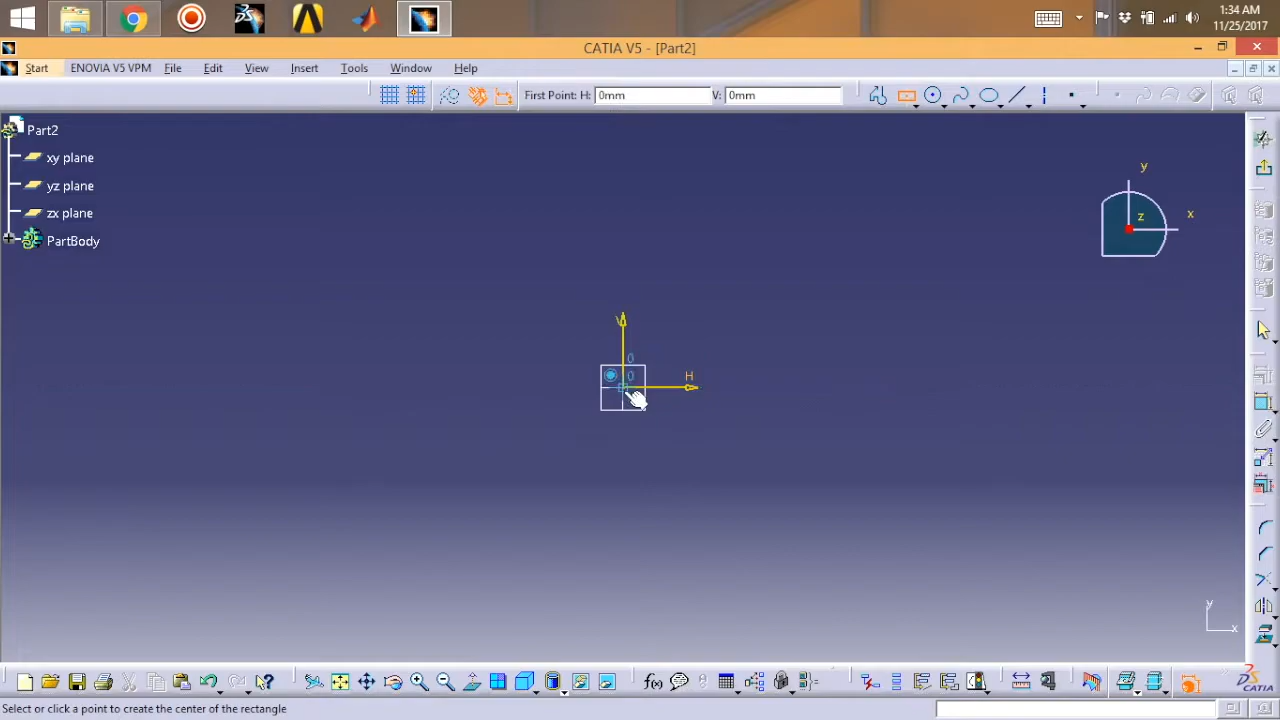 1:34 AM
11/25/2017
CATIA V5 - [Part2]
Start ENOVIA V5 VPM File Edit View Insert Tools Window Help
First Point: H: 0mm V: 0mm
Part2
xy plane
yz plane
zx plane
PartBody
y
x
z
V
0
0
H
y
x
f(x)
DS
CATIA
Select or click a point to create the center of the rectangle